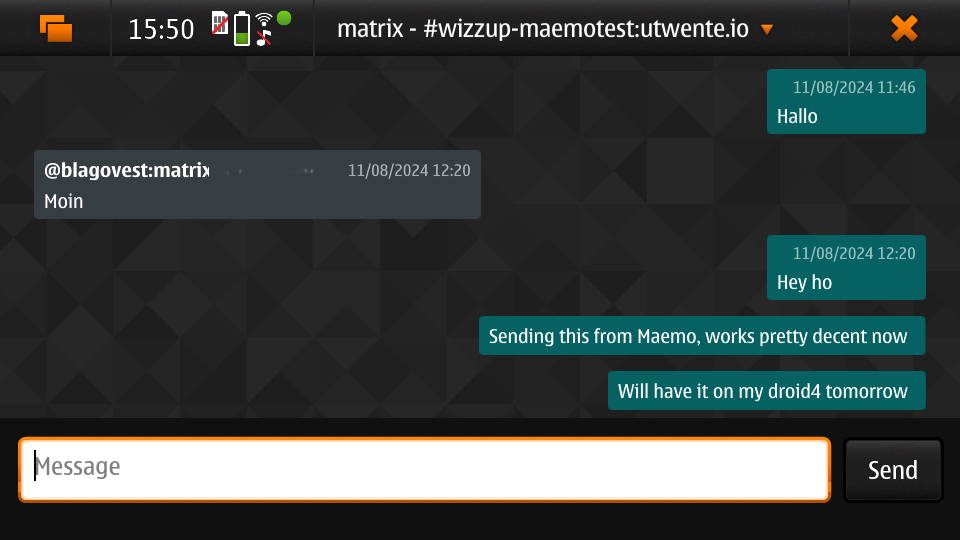 15:50
matrix - #wizzup-maemotest:utwente.io
11/08/2024 11:46
Hallo
@blagovest:matrix 11/08/2024 12:20
Moin
11/08/2024 12:20
Hey ho
Sending this from Maemo, works pretty decent now
Will have it on my droid4 tomorrow
Message
Send